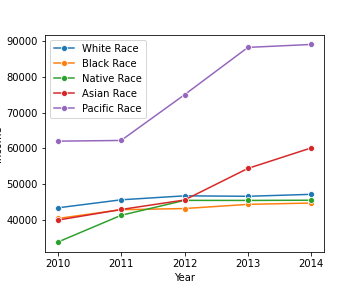 90000
80000
70000
60000
50000
40000
White Race
Black Race
Native Race
Asian Race
Pacific Race
2010 2011 2012 2013 2014
Year